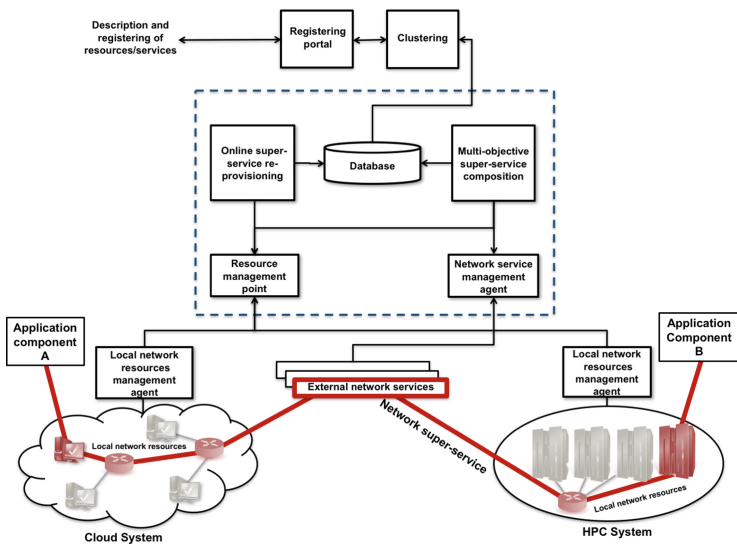 Description and
registering of
resources/services
Registering
portal
Clustering
Online super-
service re-
provisioning
Database
Multi-objective
super-service
composition
Resource
management
point
Network service
management
agent
Application
component
A
Local network
resources
management
agent
External network services
Local network
resources
management
agent
Application
Component
B
Local network resources
Network super-service
Local network resources
Cloud System
HPC System